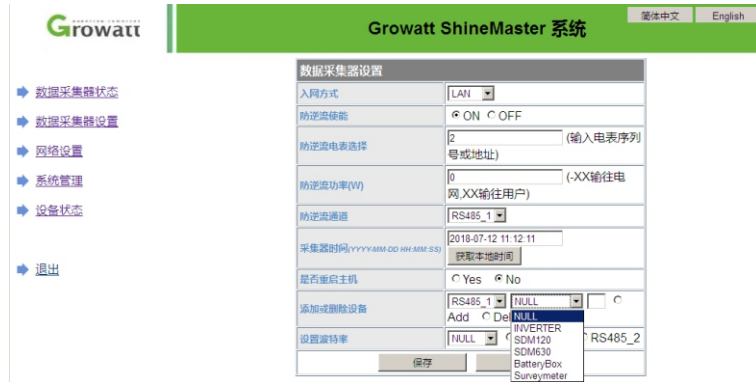 Growatt
Growatt ShineMaster 系统
简体中文 English
数据采集器状态
数据采集器设置
网络设置
系统管理
设备状态
退出
数据采集器设置
入网方式 LAN
防逆流使能 ON OFF
防逆流电表选择 2 (输入电表序列
号或地址)
防逆流功率(W) 0 (-XX输往电
网,XX输往用户)
防逆流通道 RS485_1
采集器时间(YYYY-MM-DD HH:MM:SS) 2018-07-12 11:12:11
获取本地时间
是否重启主机 Yes No
添加或删除设备 RS485_1 NULL
Add Del
NULL
INVERTER
SDM120
SDM630
BatteryBox
Surveymeter
设置波特率 NULL RS485_2
保存